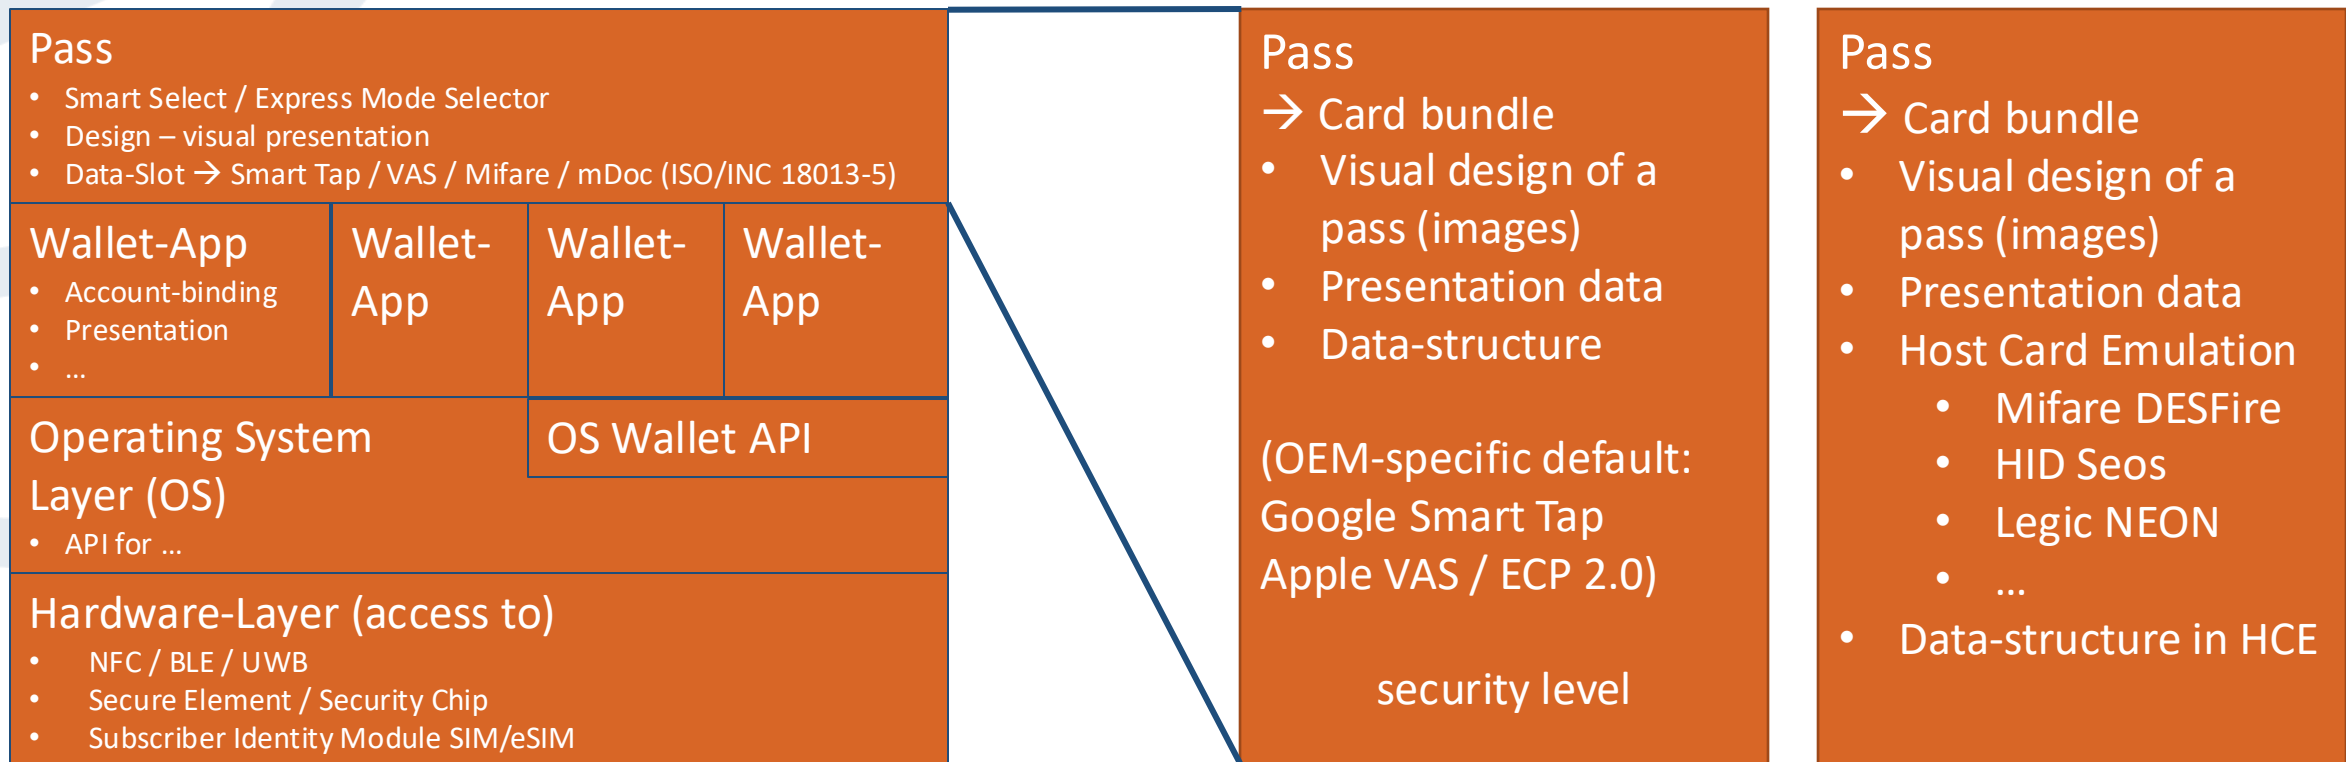 Pass
• Smart Select / Express Mode Selector
• Design – visual presentation
• Data-Slot → Smart Tap / VAS / Mifare / mDoc (ISO/INC 18013-5)
Wallet-App
• Account-binding
• Presentation
• ...
Wallet-
App
Wallet-
App
Wallet-
App
Operating System
Layer (OS)
• API for ...
OS Wallet API
Hardware-Layer (access to)
• NFC / BLE / UWB
• Secure Element / Security Chip
• Subscriber Identity Module SIM/eSIM
Pass
→ Card bundle
• Visual design of a
pass (images)
• Presentation data
• Data-structure
(OEM-specific default:
Google Smart Tap
Apple VAS / ECP 2.0)
security level
Pass
→ Card bundle
• Visual design of a
pass (images)
• Presentation data
• Host Card Emulation
• Mifare DESFire
• HID Seos
• Legic NEON
• ...
• Data-structure in HCE